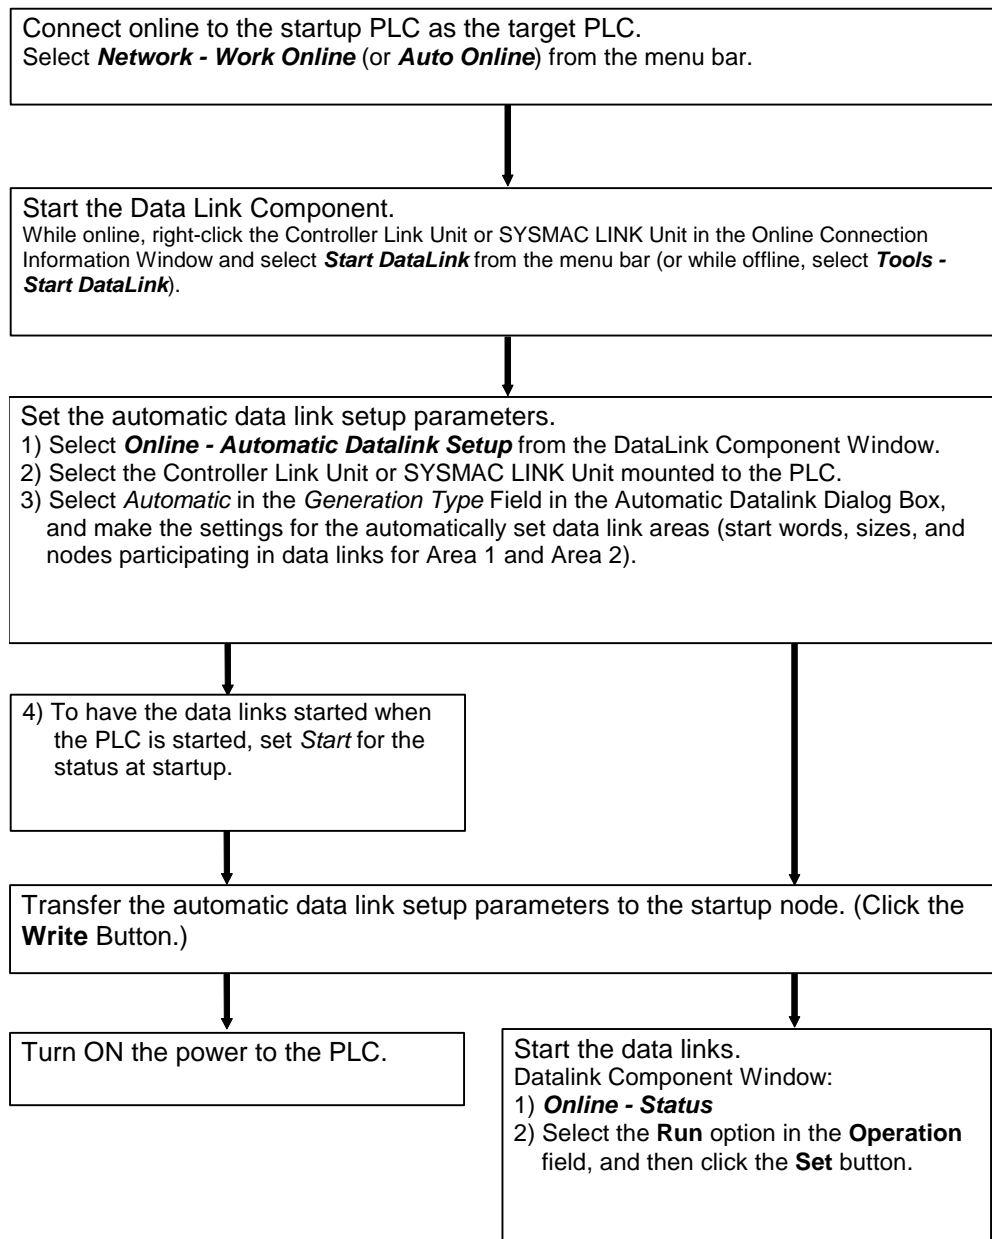 Connect online to the startup PLC as the target PLC.
Select Network - Work Online (or Auto Online) from the menu bar.
Start the Data Link Component.
While online, right-click the Controller Link Unit or SYSMAC LINK Unit in the Online Connection
Information Window and select Start DataLink from the menu bar (or while offline, select Tools -
Start DataLink).
Set the automatic data link setup parameters.
1) Select Online - Automatic Datalink Setup from the DataLink Component Window.
2) Select the Controller Link Unit or SYSMAC LINK Unit mounted to the PLC.
3) Select Automatic in the Generation Type Field in the Automatic Datalink Dialog Box,
and make the settings for the automatically set data link areas (start words, sizes, and
nodes participating in data links for Area 1 and Area 2).
4) To have the data links started when
the PLC is started, set Start for the
status at startup.
Transfer the automatic data link setup parameters to the startup node. (Click the
Write Button.)
Turn ON the power to the PLC.
Start the data links.
Datalink Component Window:
1) Online - Status
2) Select the Run option in the Operation
field, and then click the Set button.